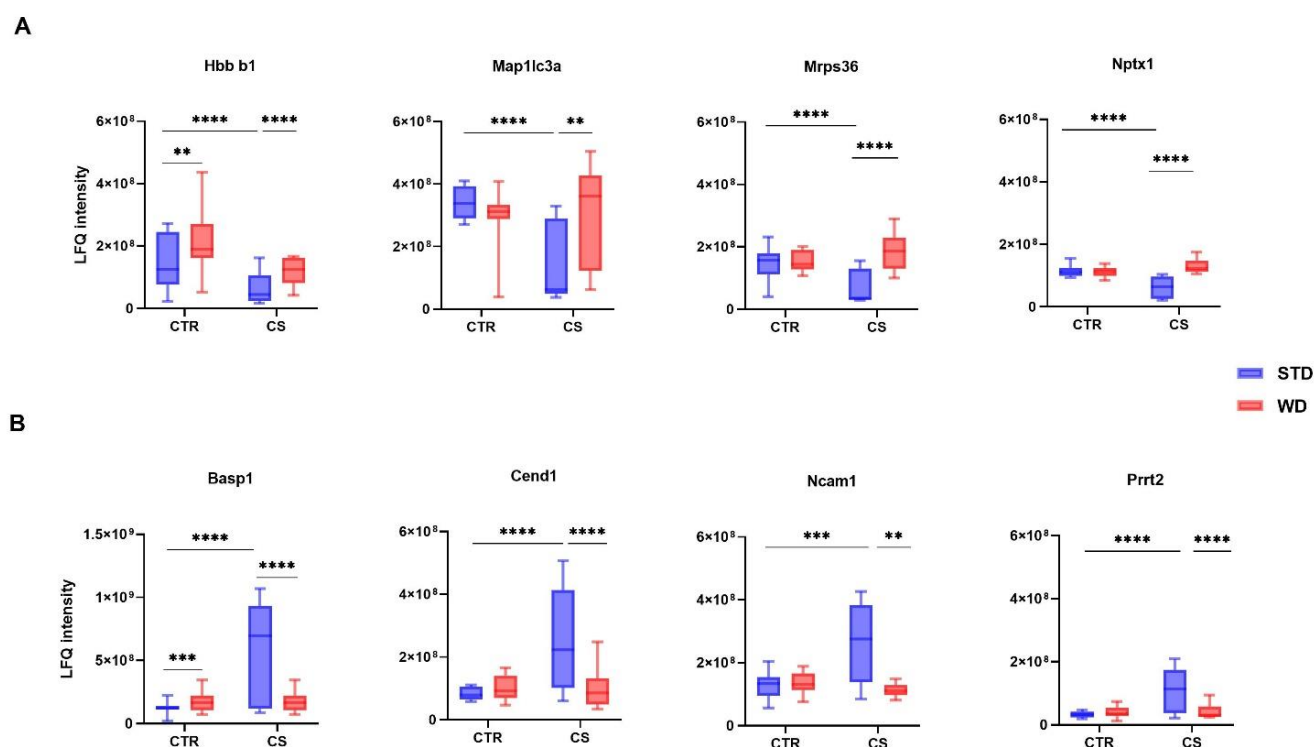 A
Hbb b1
Map1lc3a
Mrps36
Nptx1
LFQ intensity
6×10⁸
4×10⁸
2×10⁸
0
**
****
****
CTR
CS
6×10⁸
4×10⁸
2×10⁸
0
****
**
CTR
CS
6×10⁸
4×10⁸
2×10⁸
0
****
****
CTR
CS
6×10⁸
4×10⁸
2×10⁸
0
****
****
CTR
CS
STD
WD
B
Basp1
Cend1
Ncam1
Prrt2
LFQ intensity
1.5×10⁹
1×10⁹
5×10⁸
0
***
****
****
CTR
CS
6×10⁸
4×10⁸
2×10⁸
0
****
****
CTR
CS
6×10⁸
4×10⁸
2×10⁸
0
***
**
CTR
CS
6×10⁸
4×10⁸
2×10⁸
0
****
****
CTR
CS